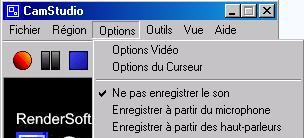 CamStudio
Fichier Région Options Outils Vue Aide
Options Vidéo
Options du Curseur
Ne pas enregistrer le son
Enregistrer à partir du microphone
Enregistrer à partir des haut-parleurs
RenderSoft